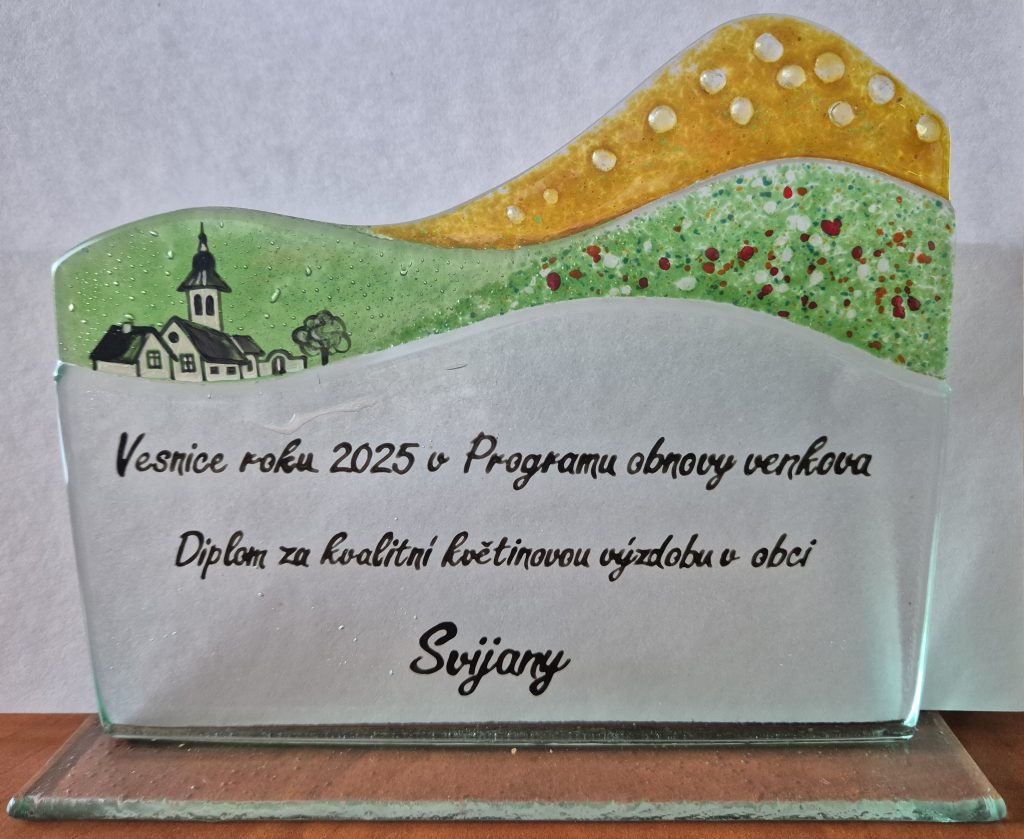 Vesnice roku 2025 v Programu obnovy venkova
Diplom za kvalitní květinovou výzdobu v obci
Svijany